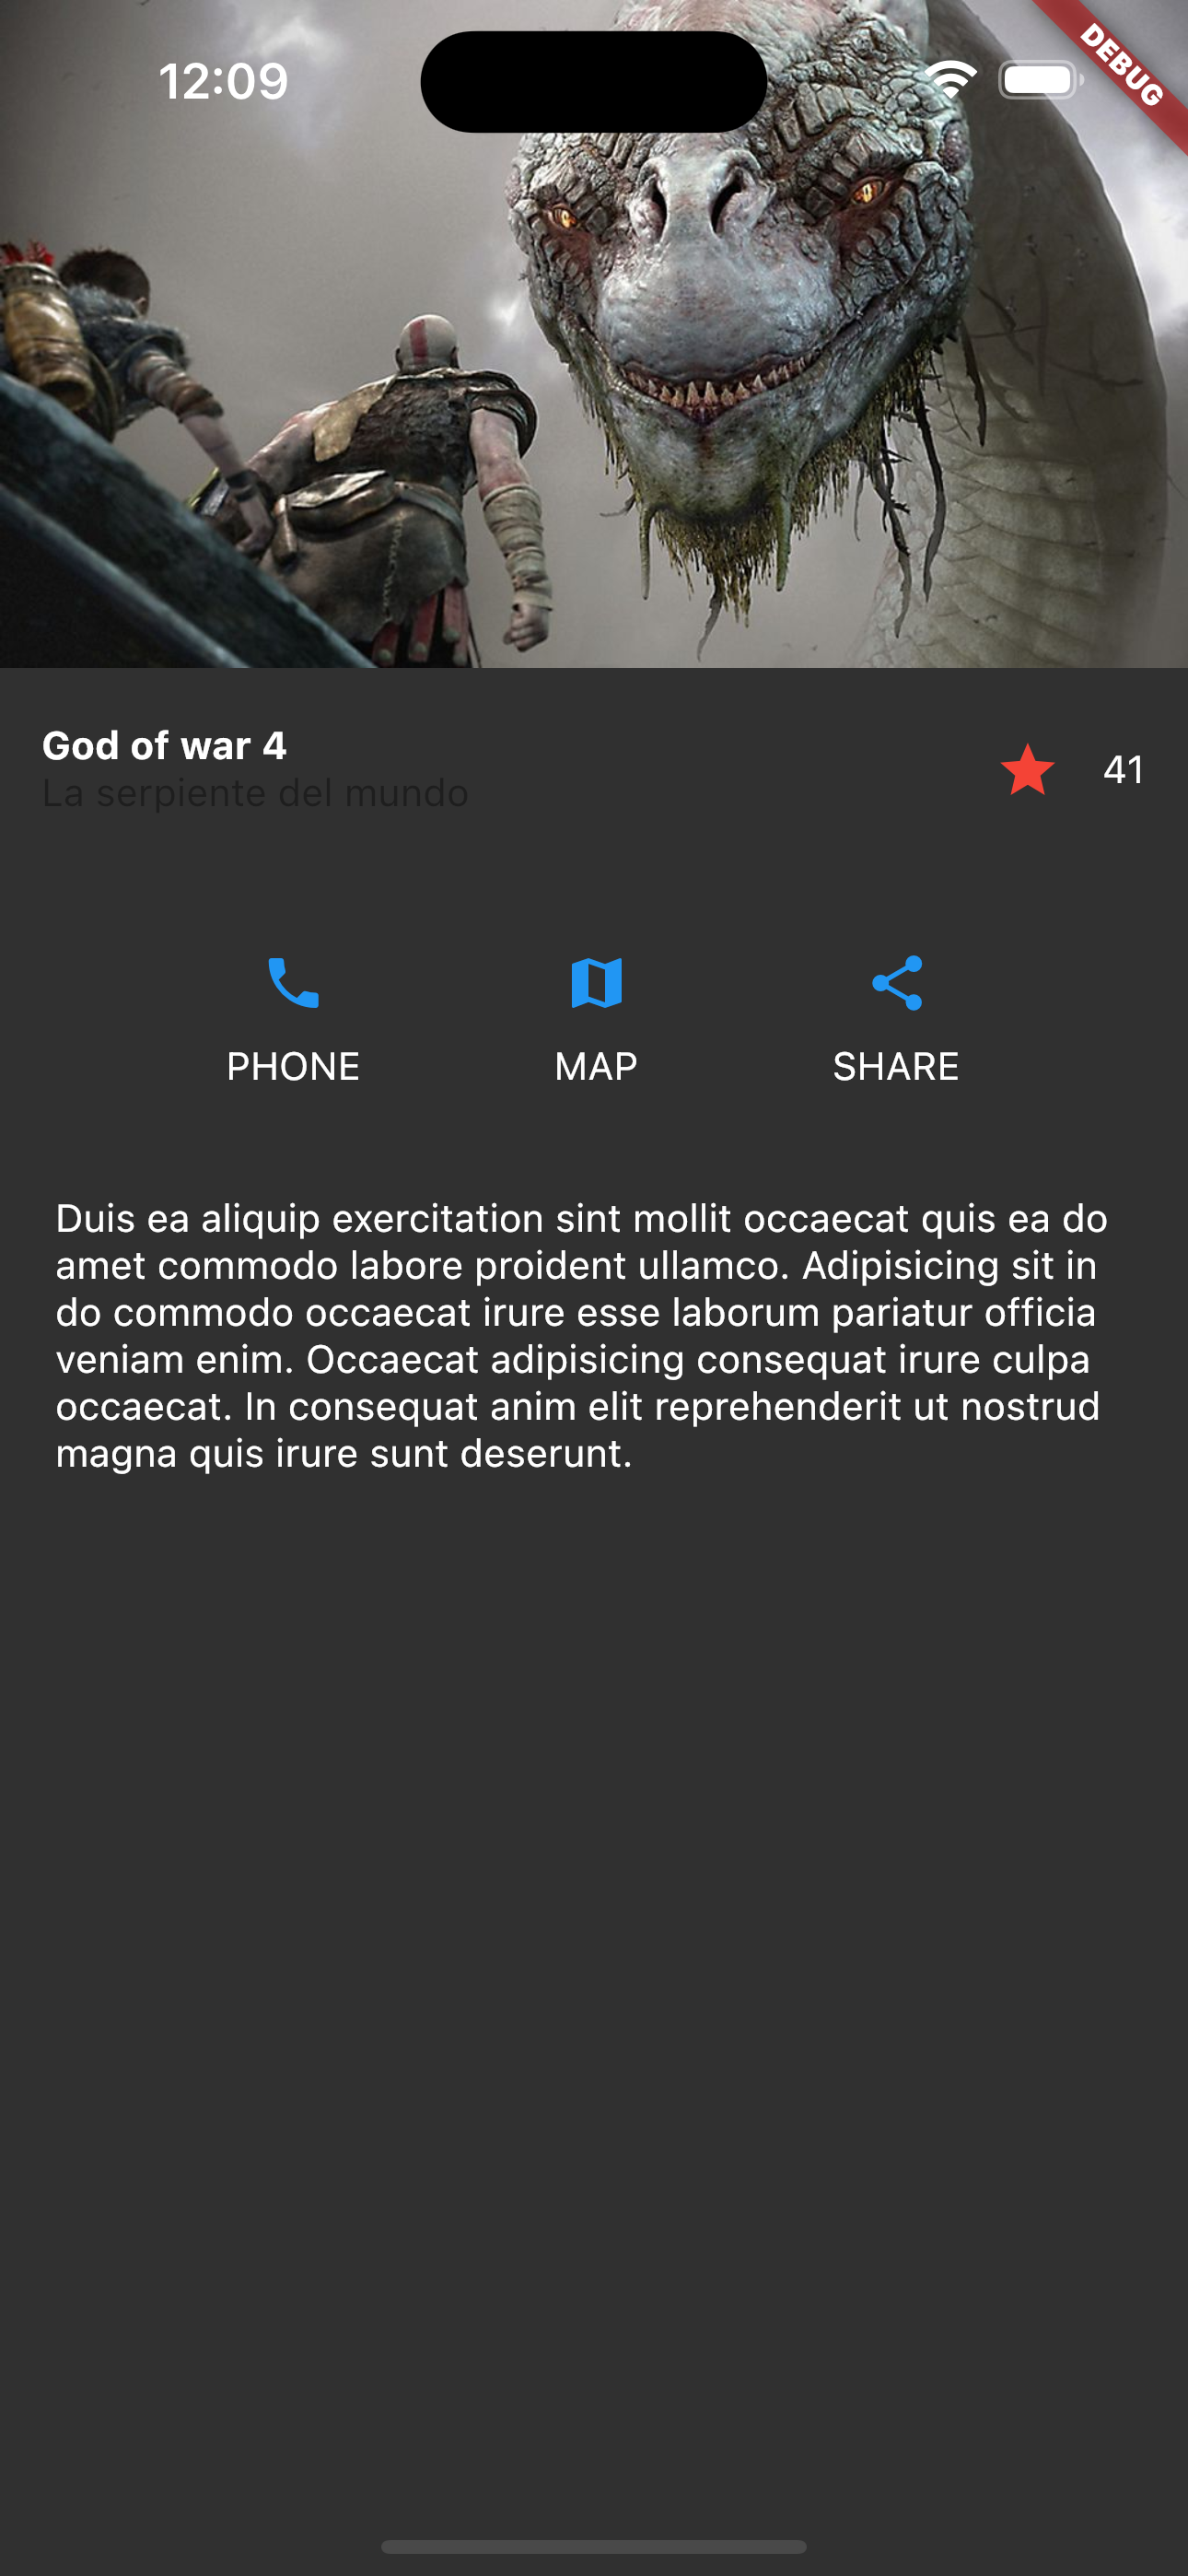 12:09
DEBUG
God of war 4
La serpiente del mundo
41
PHONE
MAP
SHARE
Duis ea aliquip exercitation sint mollit occaecat quis ea do
amet commodo labore proident ullamco. Adipisicing sit in
do commodo occaecat irure esse laborum pariatur officia
veniam enim. Occaecat adipisicing consequat irure culpa
occaecat. In consequat anim elit reprehenderit ut nostrud
magna quis irure sunt deserunt.